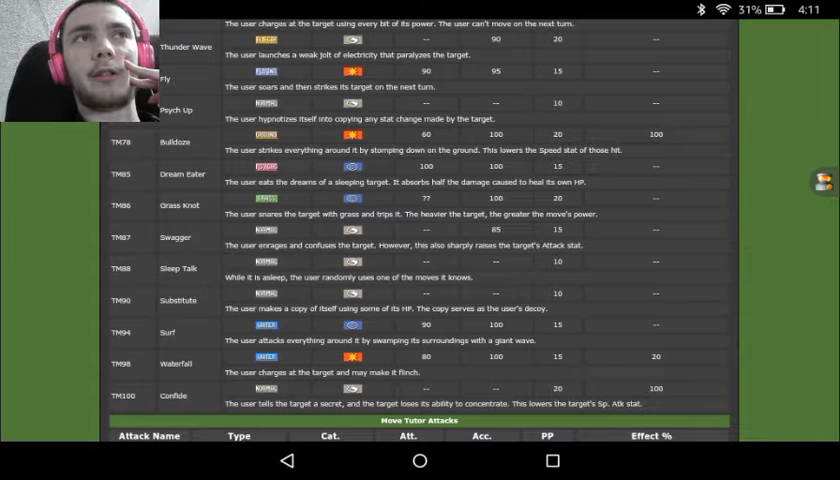 31% 4:11
The user charges at the target using every bit of its power. The user can't move on the next turn.
Thunder Wave -- 90 20 --
The user launches a weak jolt of electricity that paralyzes the target.
Fly FLYING 90 95 15 --
The user soars and then strikes its target on the next turn.
Psych Up NORMAL -- -- 10 --
The user hypnotizes itself into copying any stat change made by the target.
TM78 Bulldoze GROUND 60 100 20 100
The user strikes everything around it by stomping down on the ground. This lowers the Speed stat of those hit.
TM85 Dream Eater PSYCHC 100 100 15 --
The user eats the dreams of a sleeping target. It absorbs half the damage caused to heal its own HP.
TM86 Grass Knot GRASS ?? 100 20 --
The user snares the target with grass and trips it. The heavier the target, the greater the move's power.
TM87 Swagger NORMAL -- 85 15 --
The user enrages and confuses the target. However, this also sharply raises the target's Attack stat.
TM88 Sleep Talk NORMAL -- -- 10 --
While it is asleep, the user randomly uses one of the moves it knows.
TM90 Substitute NORMAL -- -- 10 --
The user makes a copy of itself using some of its HP. The copy serves as the user's decoy.
TM94 Surf WATER 90 100 15 --
The user attacks everything around it by swamping its surroundings with a giant wave.
TM98 Waterfall WATER 80 100 15 20
The user charges at the target and may make it flinch.
TM100 Confide NORMAL -- -- 20 100
The user tells the target a secret, and the target loses its ability to concentrate. This lowers the target's Sp. Atk stat.
Move Tutor Attacks
Attack Name Type Cat. Att. Acc. PP Effect %